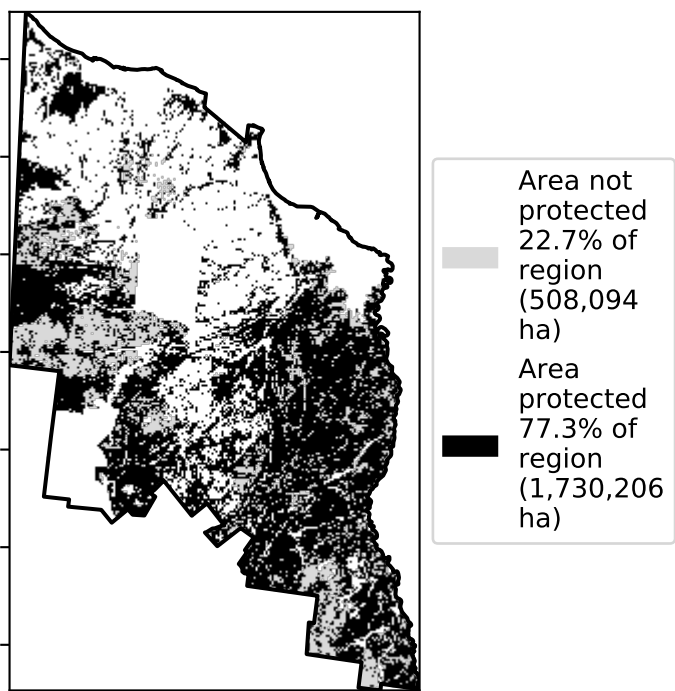 Area not
protected
22.7% of
region
(508,094
ha)
Area
protected
77.3% of
region
(1,730,206
ha)